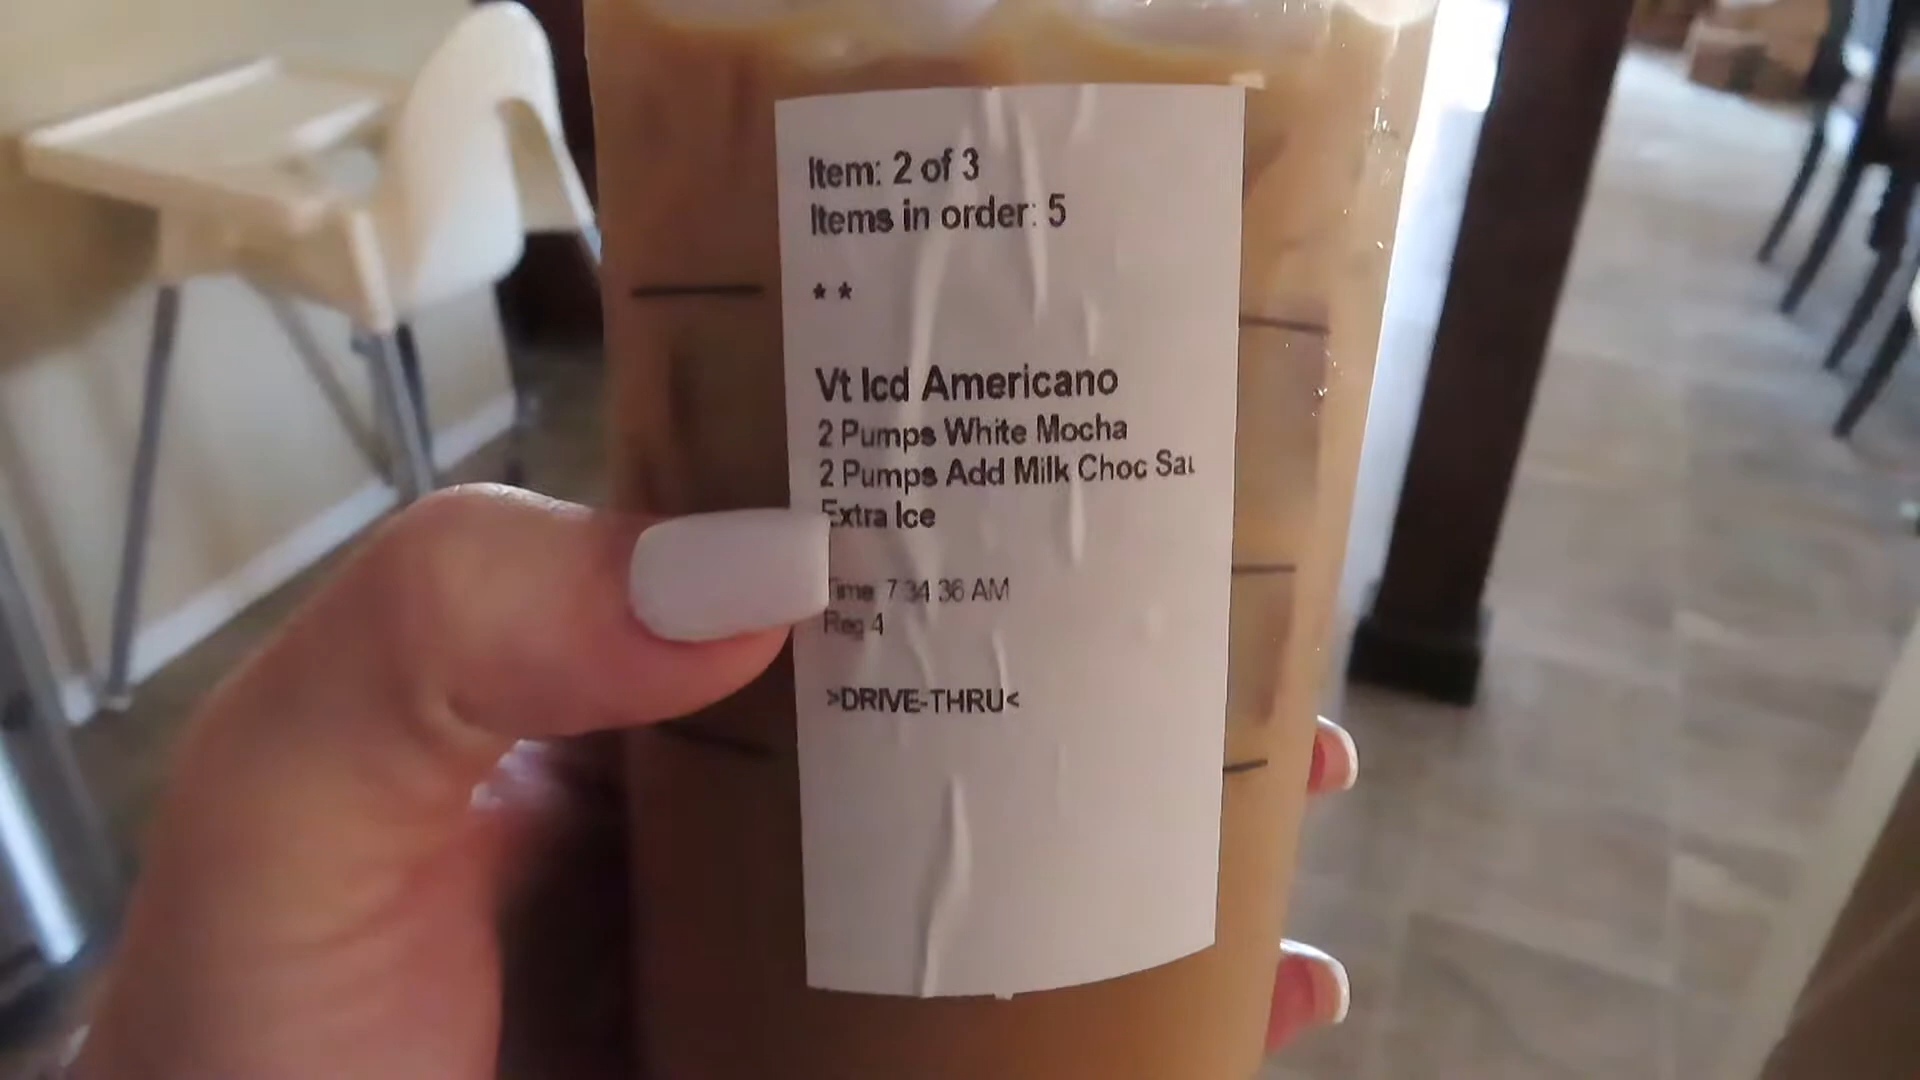 Item: 2 of 3
Items in order: 5
* *
Vt Icd Americano
2 Pumps White Mocha
2 Pumps Add Milk Choc Sau
Extra Ice
Time: 7:34:36 AM
Reg: 4
>DRIVE-THRU<